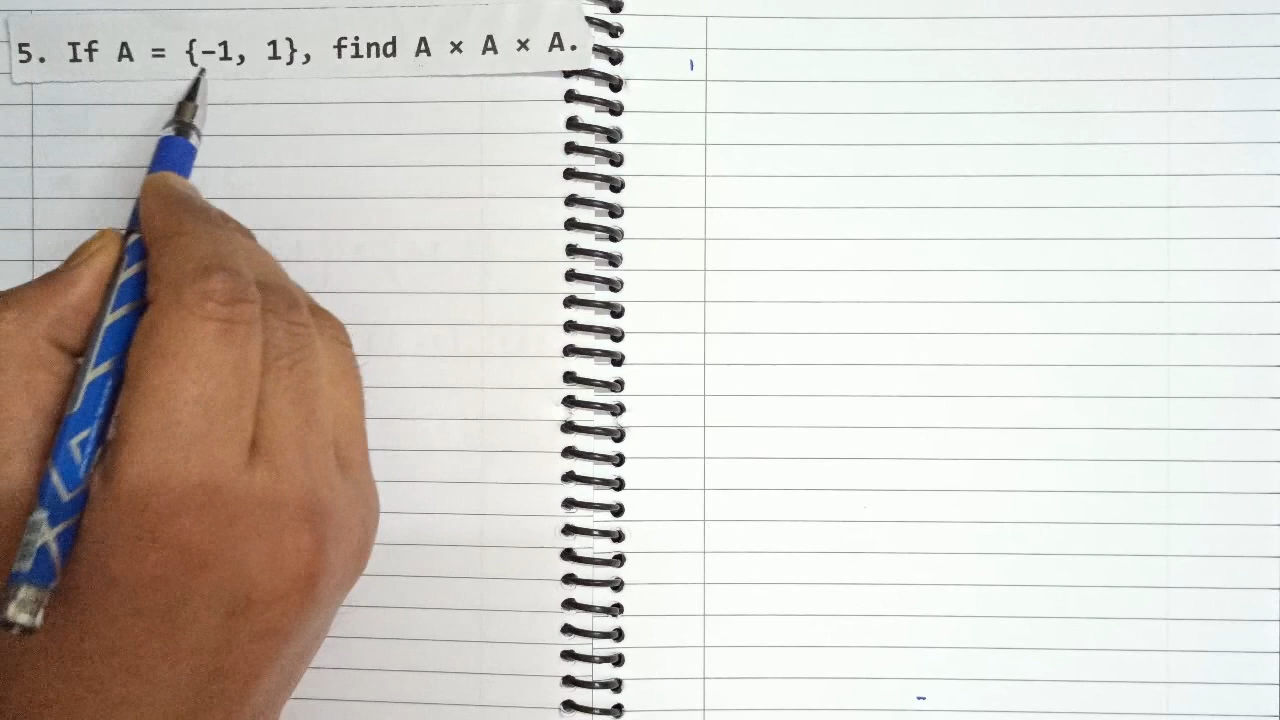 5. If A = {−1, 1}, find A × A × A.